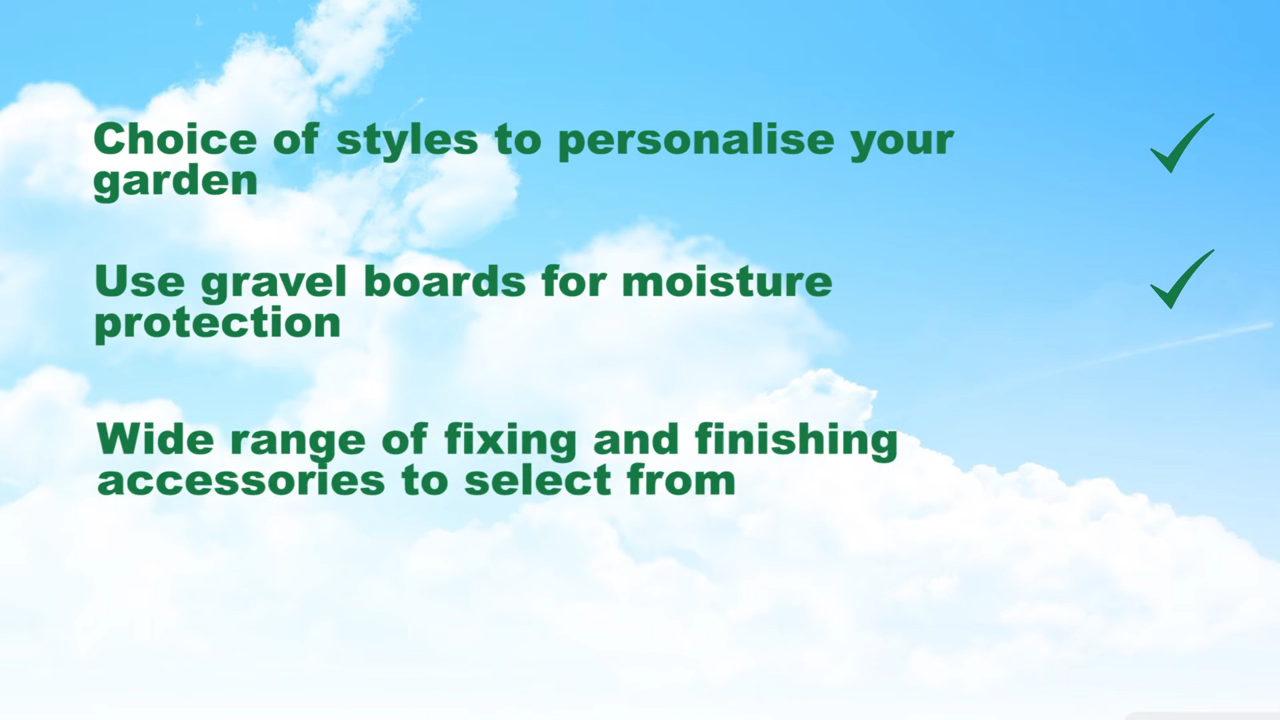 Choice of styles to personalise your
garden
Use gravel boards for moisture
protection
Wide range of fixing and finishing
accessories to select from